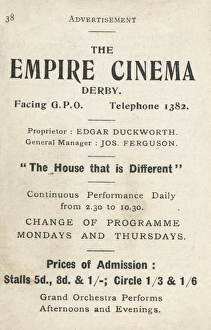 38
ADVERTISEMENT
THE
EMPIRE CINEMA
DERBY.
Facing G.P.O. Telephone 1382.
Proprietor : EDGAR DUCKWORTH.
General Manager : JOS. FERGUSON.
"The House that is Different"
Continuous Performance Daily
from 2.30 to 10.30.
CHANGE OF PROGRAMME
MONDAYS AND THURSDAYS.
Prices of Admission :
Stalls 5d., 8d. & 1/-; Circle 1/3 & 1/6
Grand Orchestra Performs
Afternoons and Evenings.